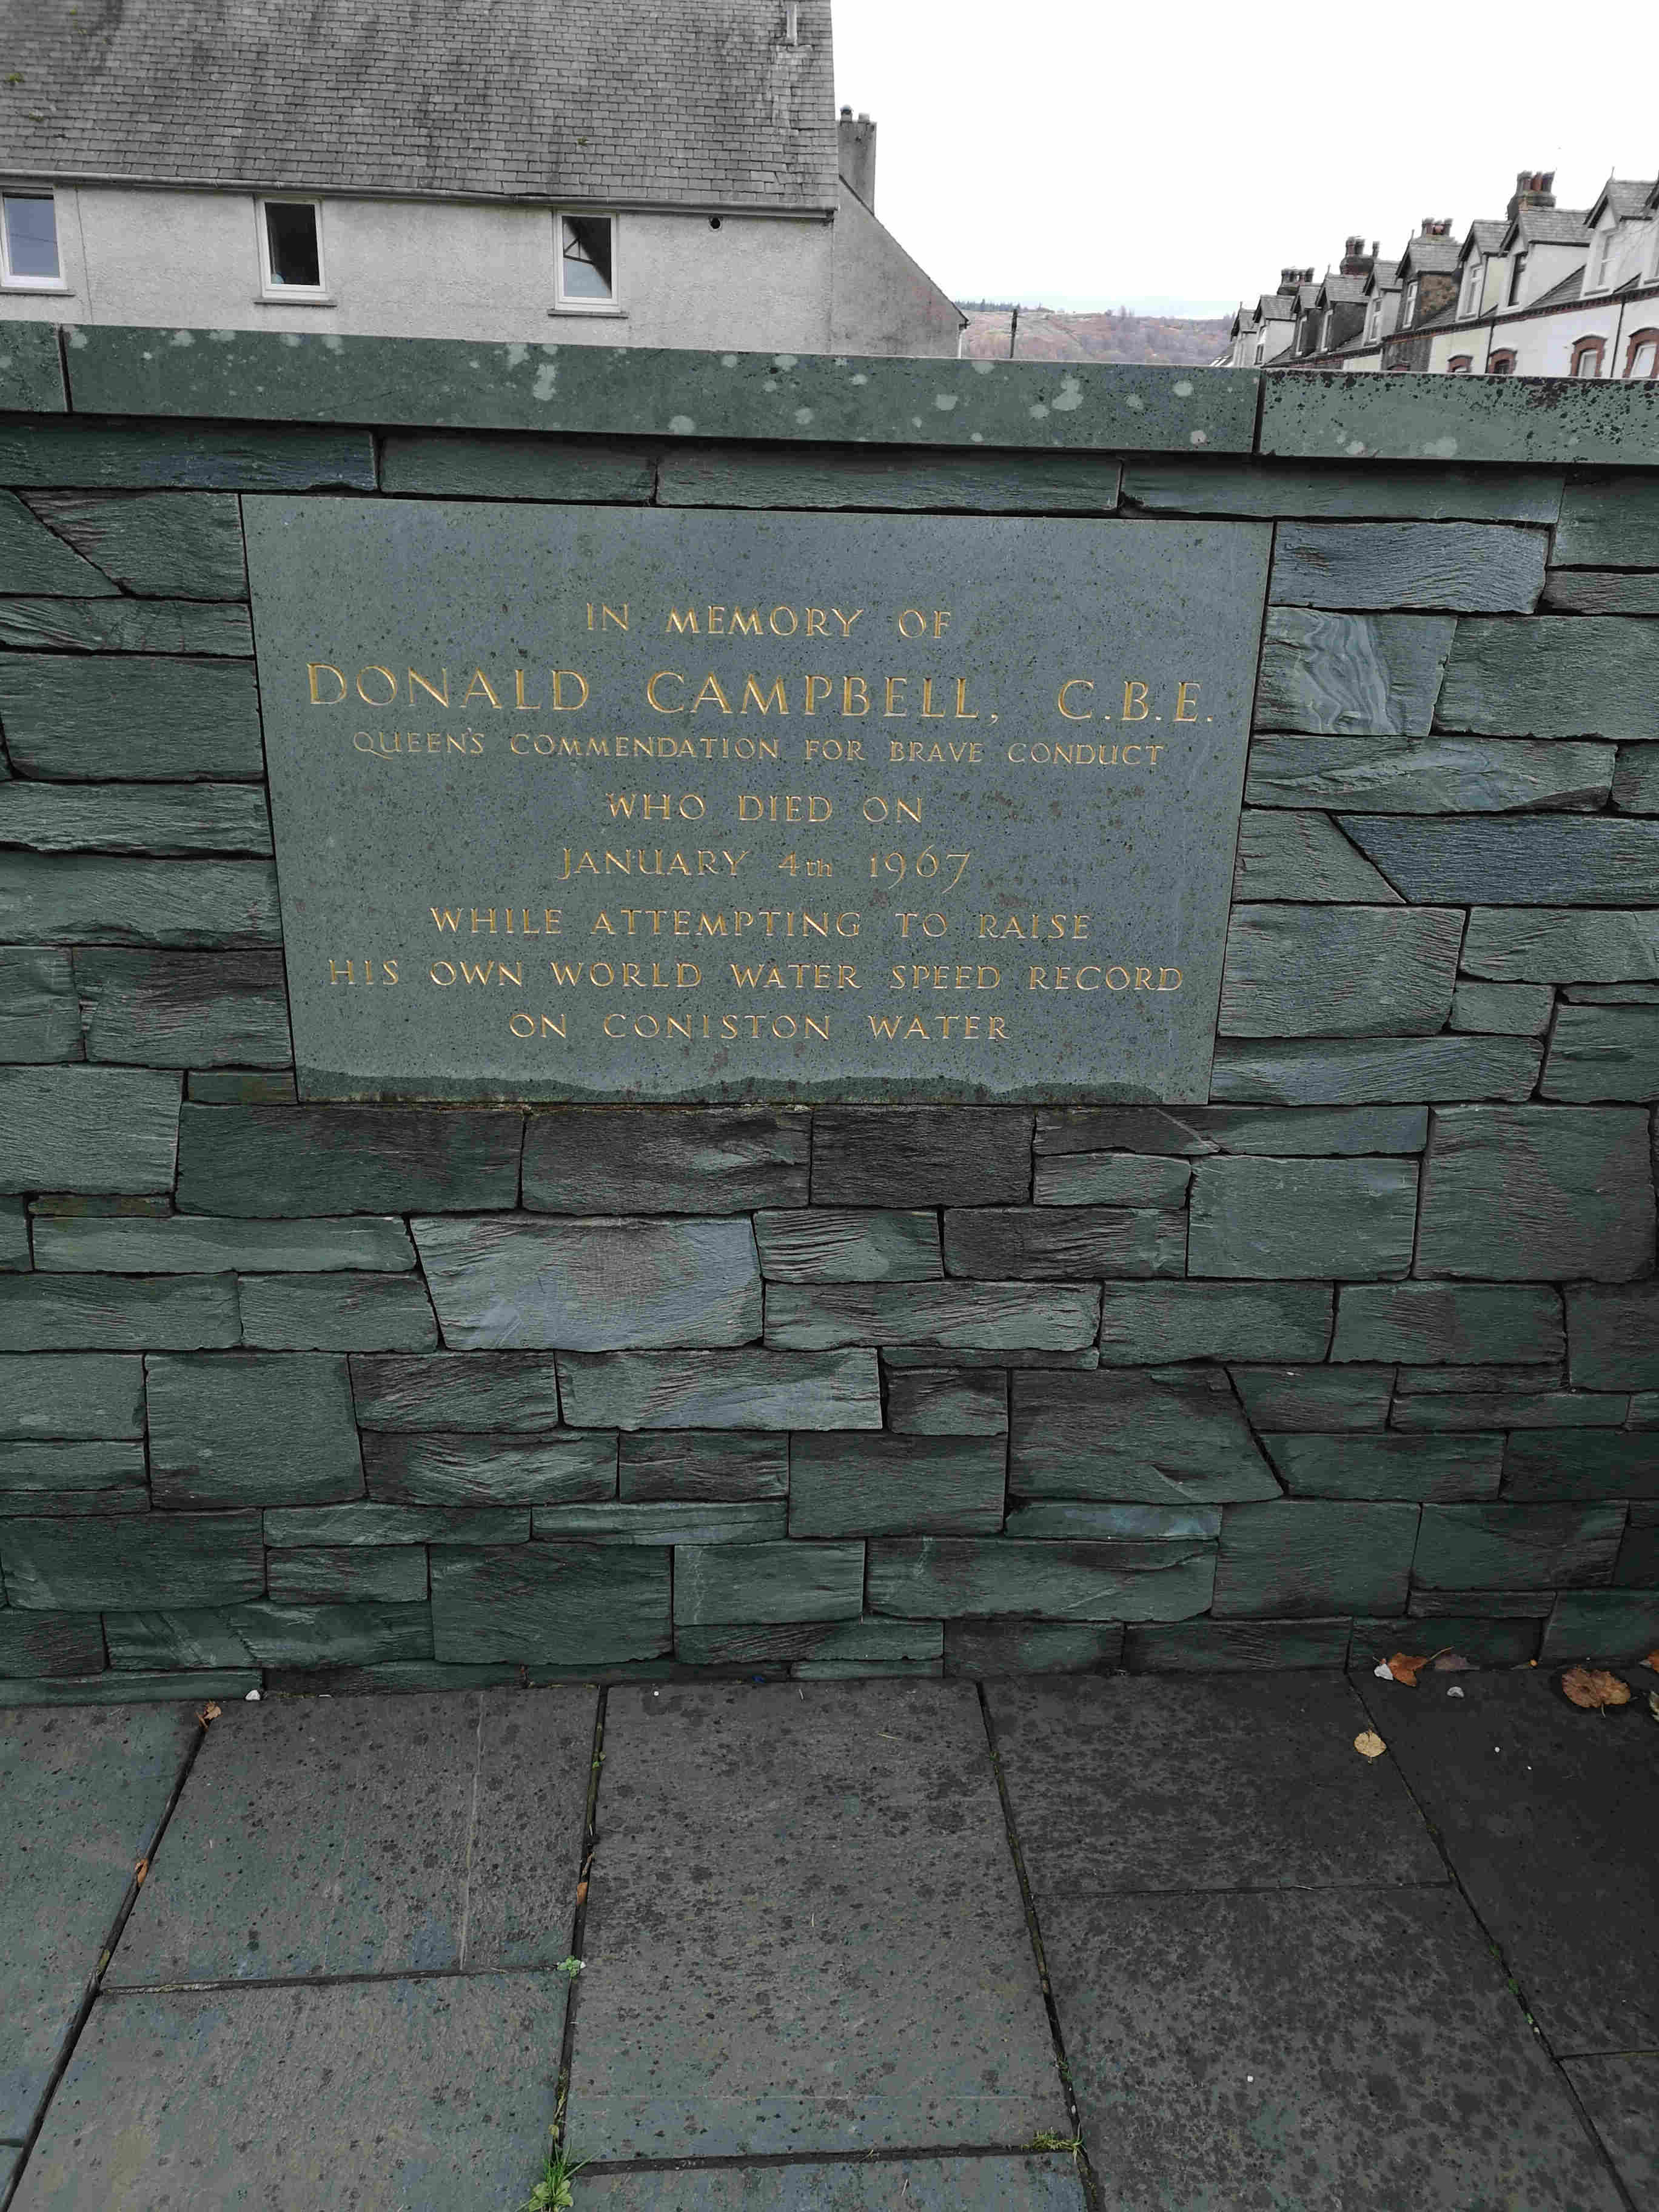 IN MEMORY OF
DONALD CAMPBELL, C.B.E.
QUEEN'S COMMENDATION FOR BRAVE CONDUCT
WHO DIED ON
JANUARY 4th 1967
WHILE ATTEMPTING TO RAISE
HIS OWN WORLD WATER SPEED RECORD
ON CONISTON WATER